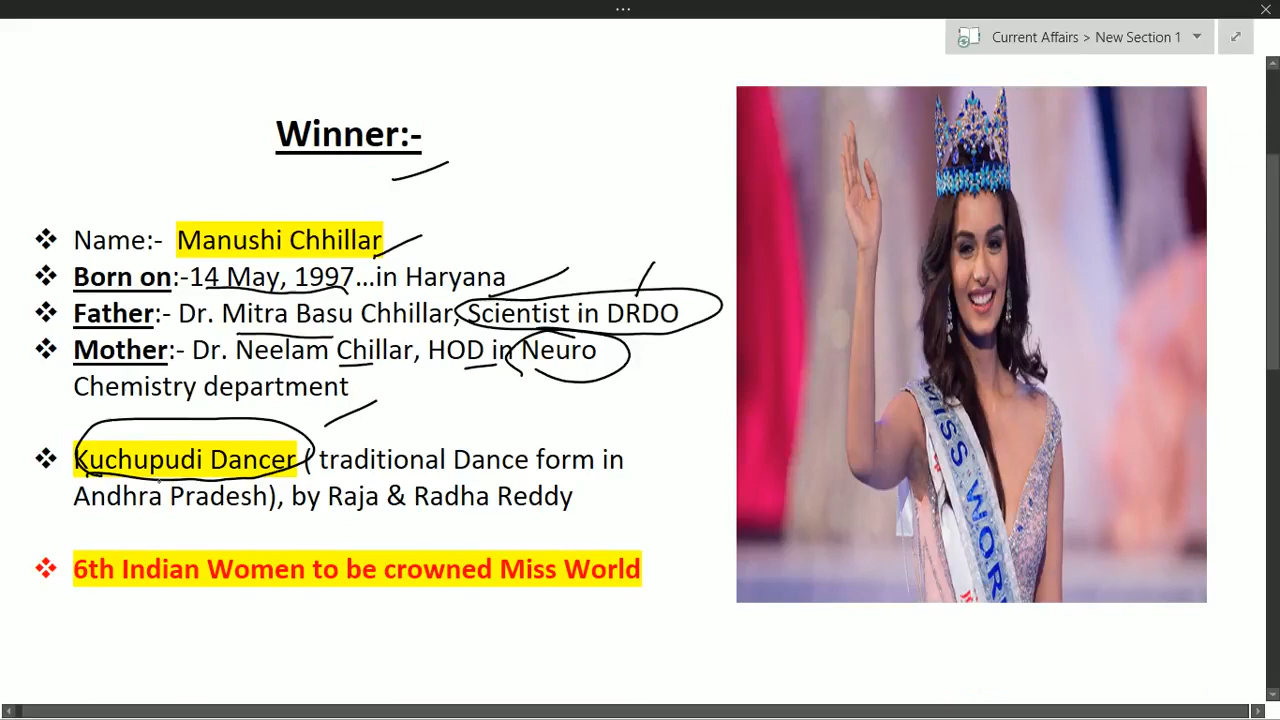 ...
Current Affairs > New Section 1
Winner:-
❖ Name:- Manushi Chhillar
❖ Born on:-14 May, 1997...in Haryana
❖ Father:- Dr. Mitra Basu Chhillar, Scientist in DRDO
❖ Mother:- Dr. Neelam Chillar, HOD in Neuro
Chemistry department
❖ Kuchupudi Dancer ( traditional Dance form in
Andhra Pradesh), by Raja & Radha Reddy
❖ 6th Indian Women to be crowned Miss World
MISS WORL